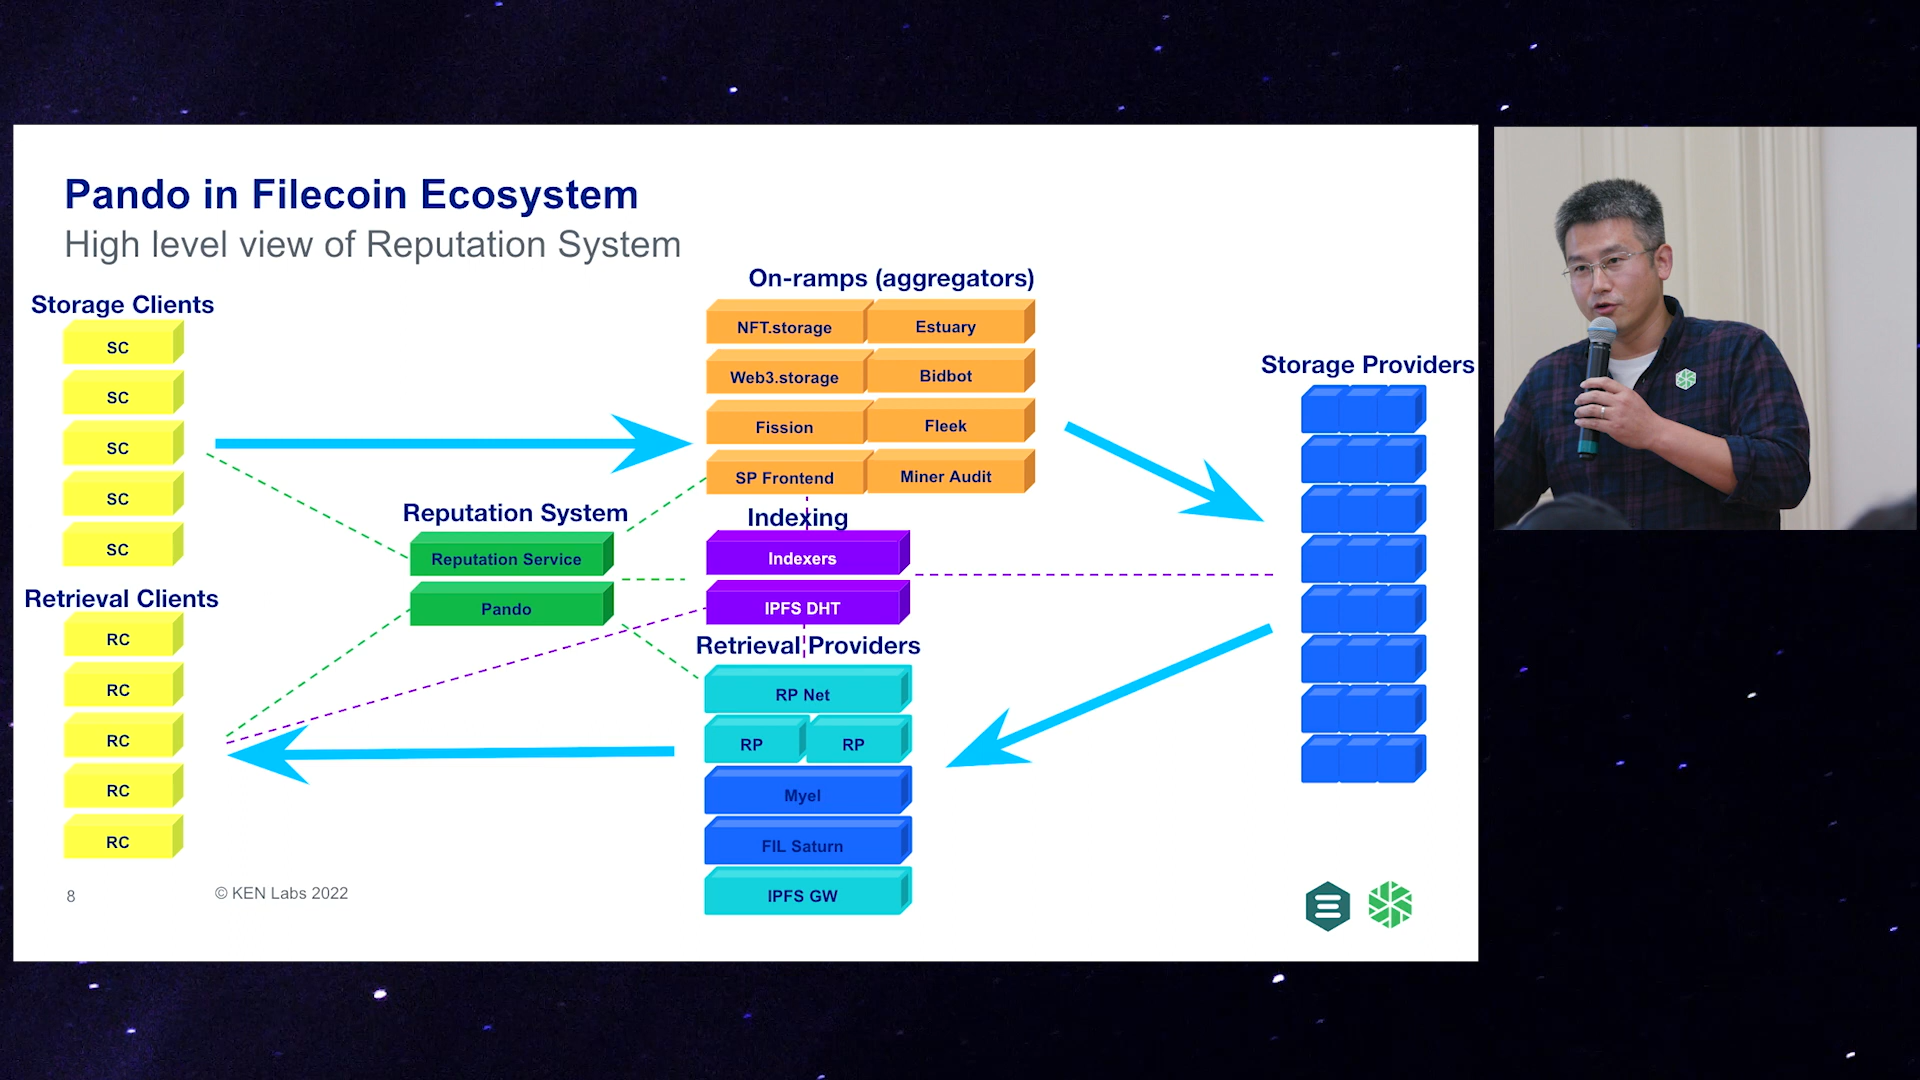 Pando in Filecoin Ecosystem
High level view of Reputation System
On-ramps (aggregators)
NFT.storage
Estuary
Web3.storage
Bidbot
Fission
Fleek
SP Frontend
Miner Audit
Storage Clients
SC
SC
SC
SC
SC
Reputation System
Reputation Service
Pando
Indexing
Indexers
IPFS DHT
Storage Providers
Retrieval Clients
RC
RC
RC
RC
RC
Retrieval Providers
RP Net
RP
RP
Myel
FIL Saturn
IPFS GW
8
© KEN Labs 2022